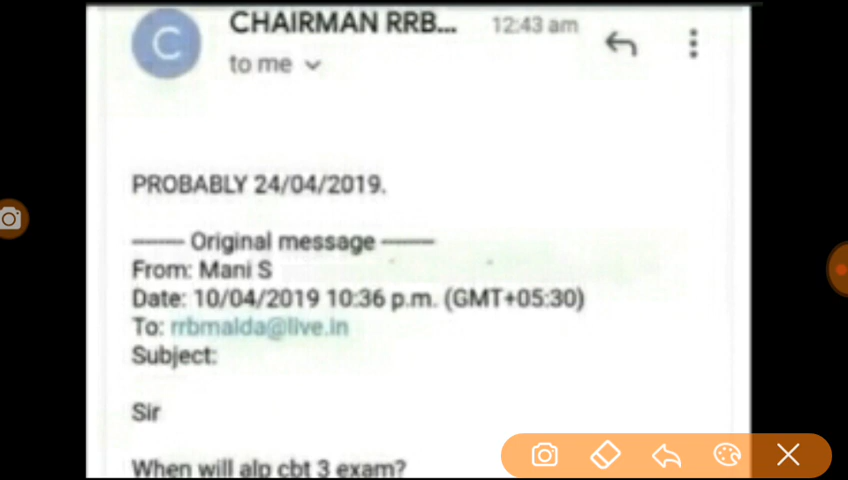 C
CHAIRMAN RRB... 12:43 am
to me
PROBABLY 24/04/2019.
------- Original message -------
From: Mani S
Date: 10/04/2019 10:36 p.m. (GMT+05:30)
To: rrbmalda@live.in
Subject:
Sir
When will alp cbt 3 exam?